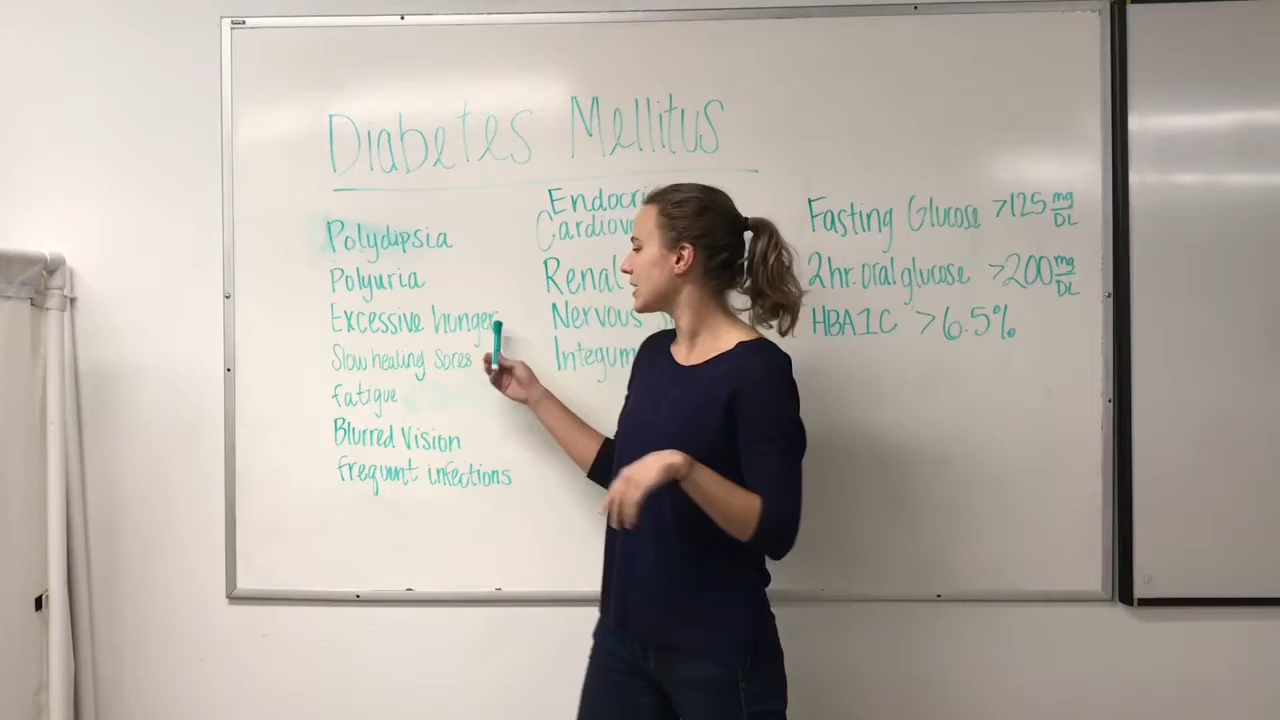 Diabetes Mellitus
Polydipsia
Polyuria
Excessive hunger
Slow healing Sores
fatigue
Blurred Vision
frequent infections
Renal
Nervous
Fasting Glucose >125 mg/DL
2hr. oral glucose >200 mg/DL
HBA1C >6.5%